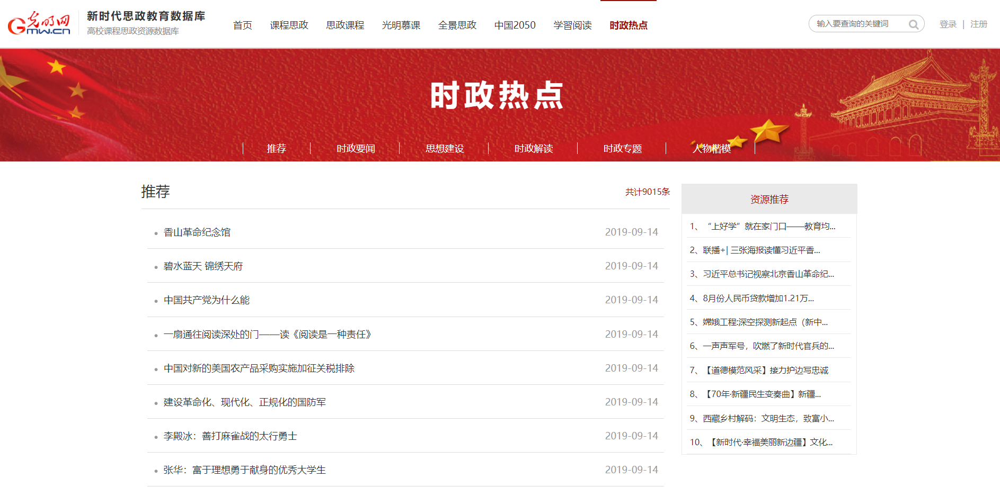 光明网
Gmw.cn
新时代思政教育数据库
高校课程思政资源数据库
首页 课程思政 思政课程 光明慕课 全景思政 中国2050 学習阅读 时政热点
输入要查询的关键词
登录 | 注册
时政热点
推荐 时政要闻 思想建设 时政解读 时政专题 人物楷模
推荐
共计9015条
香山革命纪念馆 2019-09-14
碧水蓝天 锦绣天府 2019-09-14
中国共产党为什么能 2019-09-14
一扇通往阅读深处的门——读《阅读是一种责任》 2019-09-14
中国对新的美国农产品采购实施加征关税排除 2019-09-14
建设革命化、现代化、正规化的国防军 2019-09-14
李殿冰：善打麻雀战的太行勇士 2019-09-14
张华：富于理想勇于献身的优秀大学生 2019-09-14
资源推荐
1、“上好学”就在家门口——教育均...
2、联播+| 三张海报读懂习近平香...
3、习近平总书记视察北京香山革命纪...
4、8月份人民币贷款增加1.21万...
5、嫦娥工程:深空探测新起点（新中...
6、一声声军号，吹燃了新时代官兵的...
7、【道德模范风采】接力护边写忠诚
8、【70年·新疆民生变奏曲】新疆...
9、西藏乡村解码：文明生态，致富小...
10、【新时代·幸福美丽新边疆】文化...